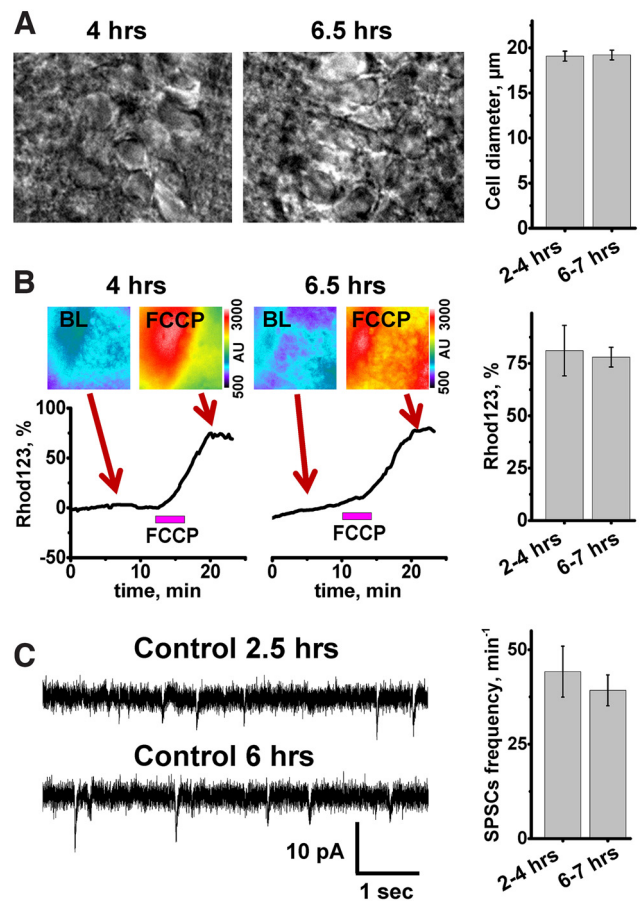 A
4 hrs
6.5 hrs
Cell diameter, µm
20
15
10
5
0
2-4 hrs
6-7 hrs
B
4 hrs
6.5 hrs
BL
FCCP
500 AU 3000
BL
FCCP
500 AU 3000
Rhod123, %
100
50
0
-50
FCCP
FCCP
0
10
20
0
10
20
time, min
time, min
Rhod123, %
75
50
25
0
2-4 hrs
6-7 hrs
C
Control 2.5 hrs
Control 6 hrs
10 pA
1 sec
SPSCs frequency, min-1
50
25
0
2-4 hrs
6-7 hrs